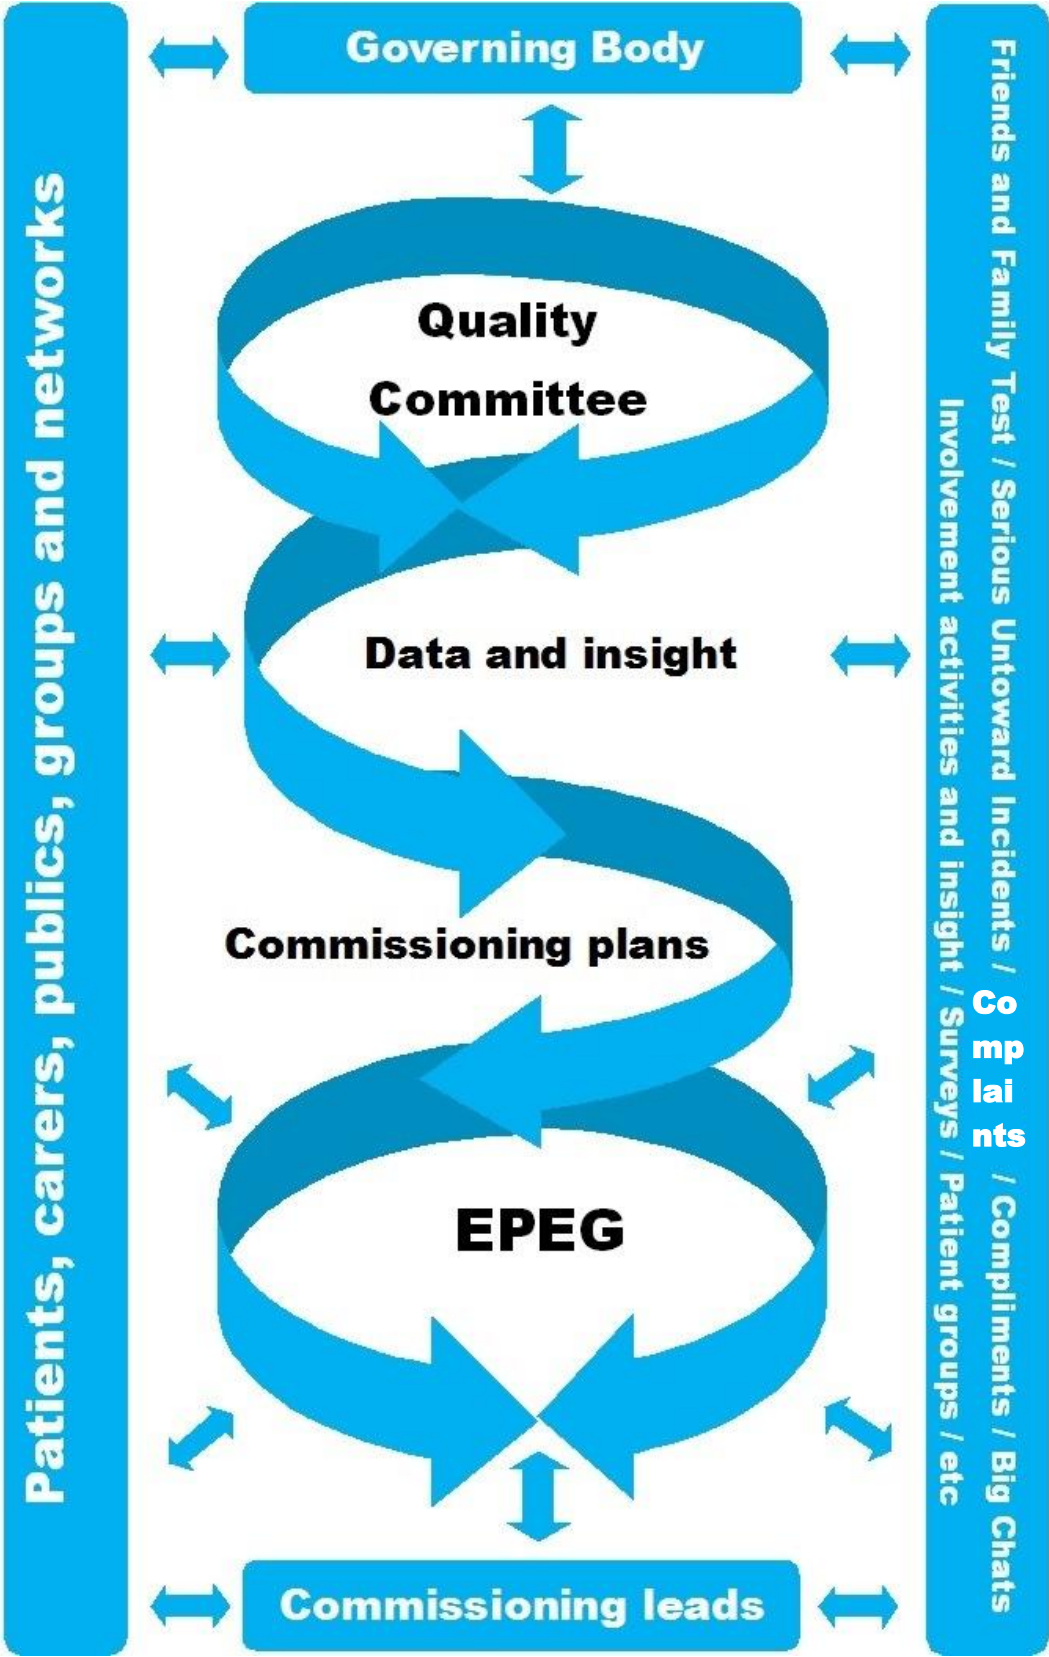 Governing Body
Patients, carers, publics, groups and networks
Quality
Committee
Data and insight
Commissioning plans
EPEG
Commissioning leads
Friends and Family Test / Serious Untoward Incidents /
Co
mp
lai
nts
/ Compliments / Big Chats
Involvement activities and insight / Surveys / Patient groups / etc